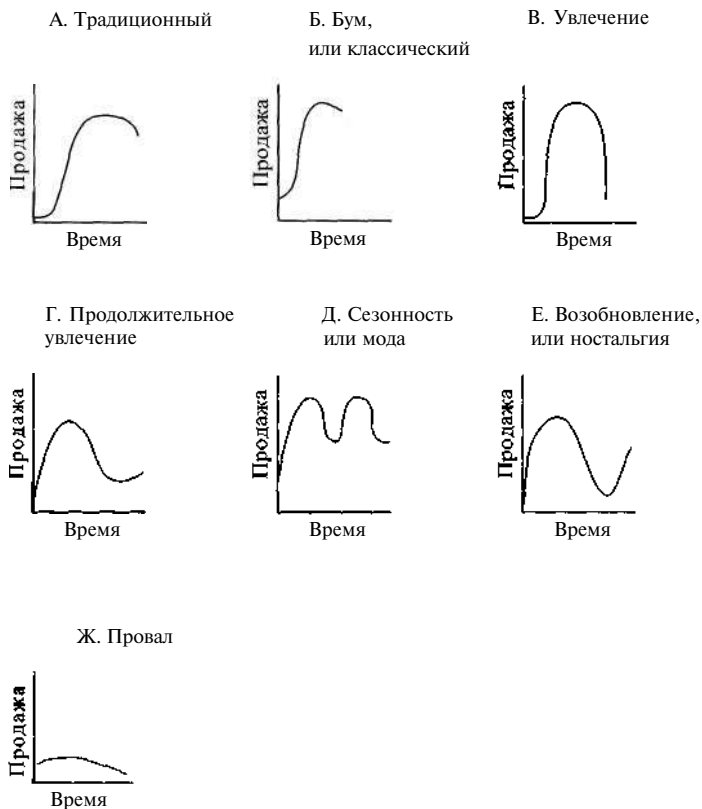 А. Традиционный
Б. Бум,
или классический
В. Увлечение
Продажа
Время
Продажа
Время
Продажа
Время
Г. Продолжительное
увлечение
Д. Сезонность
или мода
Е. Возобновление,
или ностальгия
Продажа
Время
Продажа
Время
Продажа
Время
Ж. Провал
Продажа
Время